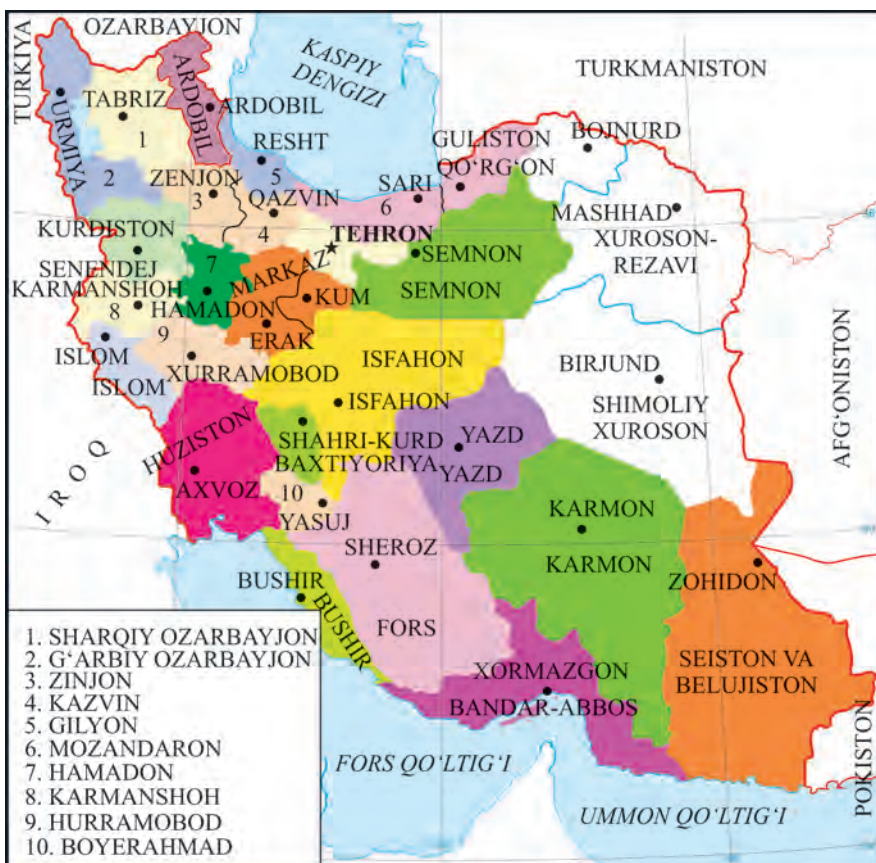 OZARBAYJON
TURKIYA
KASPIY
DENGIZI
TURKMANISTON
ARDOBIL
TABRIZ
1
ARDOBIL
URMIYA
RESHT
GULISTON
BOJNURD
2
ZENJON
3
5
QO‘RG‘ON
QAZVIN
SARI
6
MASHHAD
XUROSON-
REZAVI
KURDISTON
4
TEHRON
SENENDEJ
7
MARKAZ
SEMNON
KARMANSHOH
8
HAMADON
KUM
SEMNON
9
ERAK
ISLOM
ISLOM
XURRAMOBOD
ISFAHON
BIRJUND
AFG‘ONISTON
ISFAHON
SHIMOLIY
XUROSON
HUZISTON
SHAHRI-KURD
BAXTIYORIYA
YAZD
YAZD
IROQ
AXVOZ
10
YASUJ
KARMON
SHEROZ
KARMON
ZOHIDON
BUSHIR
BUSHIR
FORS
SEISTON VA
BELUJISTON
XORMAZGON
BANDAR-ABBOS
POKISTON
FORS QO‘LTIG‘I
UMMON QO‘LTIG‘I
1. SHARQIY OZARBAYJON
2. G‘ARBIY OZARBAYJON
3. ZINJON
4. KAZVIN
5. GILYON
6. MOZANDARON
7. HAMADON
8. KARMANSHOH
9. HURRAMOBOD
10. BOYERAHMAD